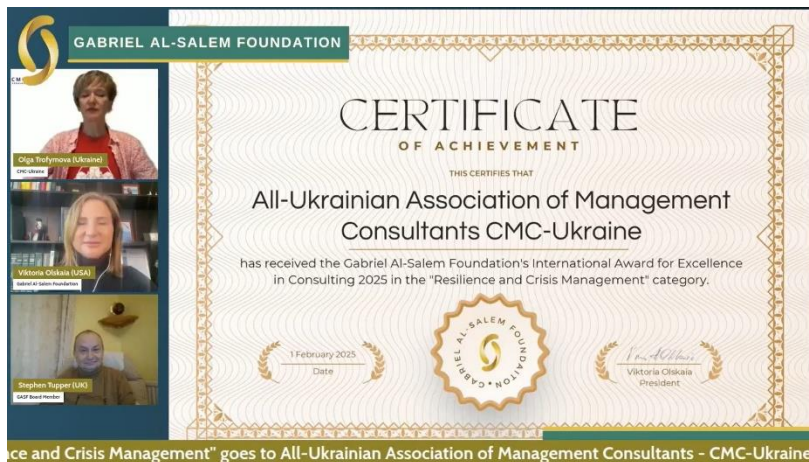 GABRIEL AL-SALEM FOUNDATION
Olga Trofymova (Ukraine)
CMC-Ukraine
Viktoria Olskaia (USA)
Gabriel Al-Salem Foundation
Stephen Tupper (UK)
GASF Board Member
CERTIFICATE
OF ACHIEVEMENT
THIS CERTIFIES THAT
All-Ukrainian Association of Management
Consultants CMC-Ukraine
has received the Gabriel Al-Salem Foundation's International Award for Excellence
in Consulting 2025 in the "Resilience and Crisis Management" category.
1 February 2025
Date
GABRIEL AL-SALEM FOUNDAITON
Viktoria Olskaia
President
nce and Crisis Management" goes to All-Ukrainian Association of Management Consultants - CMC-Ukraine